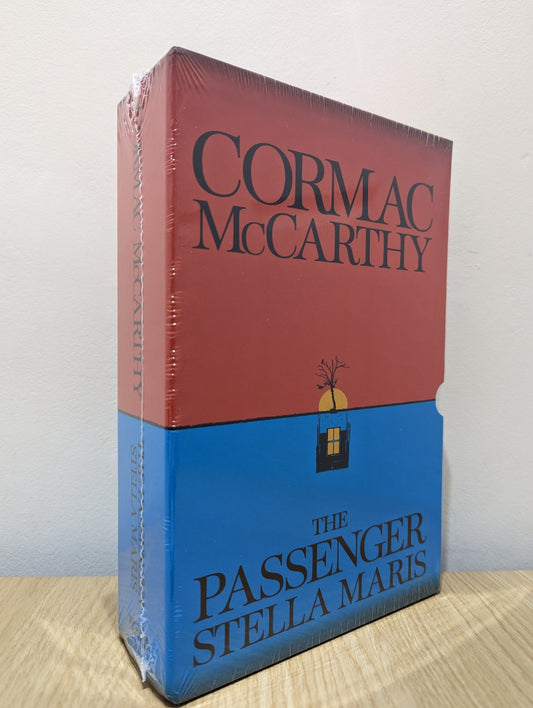 CORMAC
McCARTHY
THE
PASSENGER
STELLA MARIS
CORMAC McCARTHY
STELLA MARIS